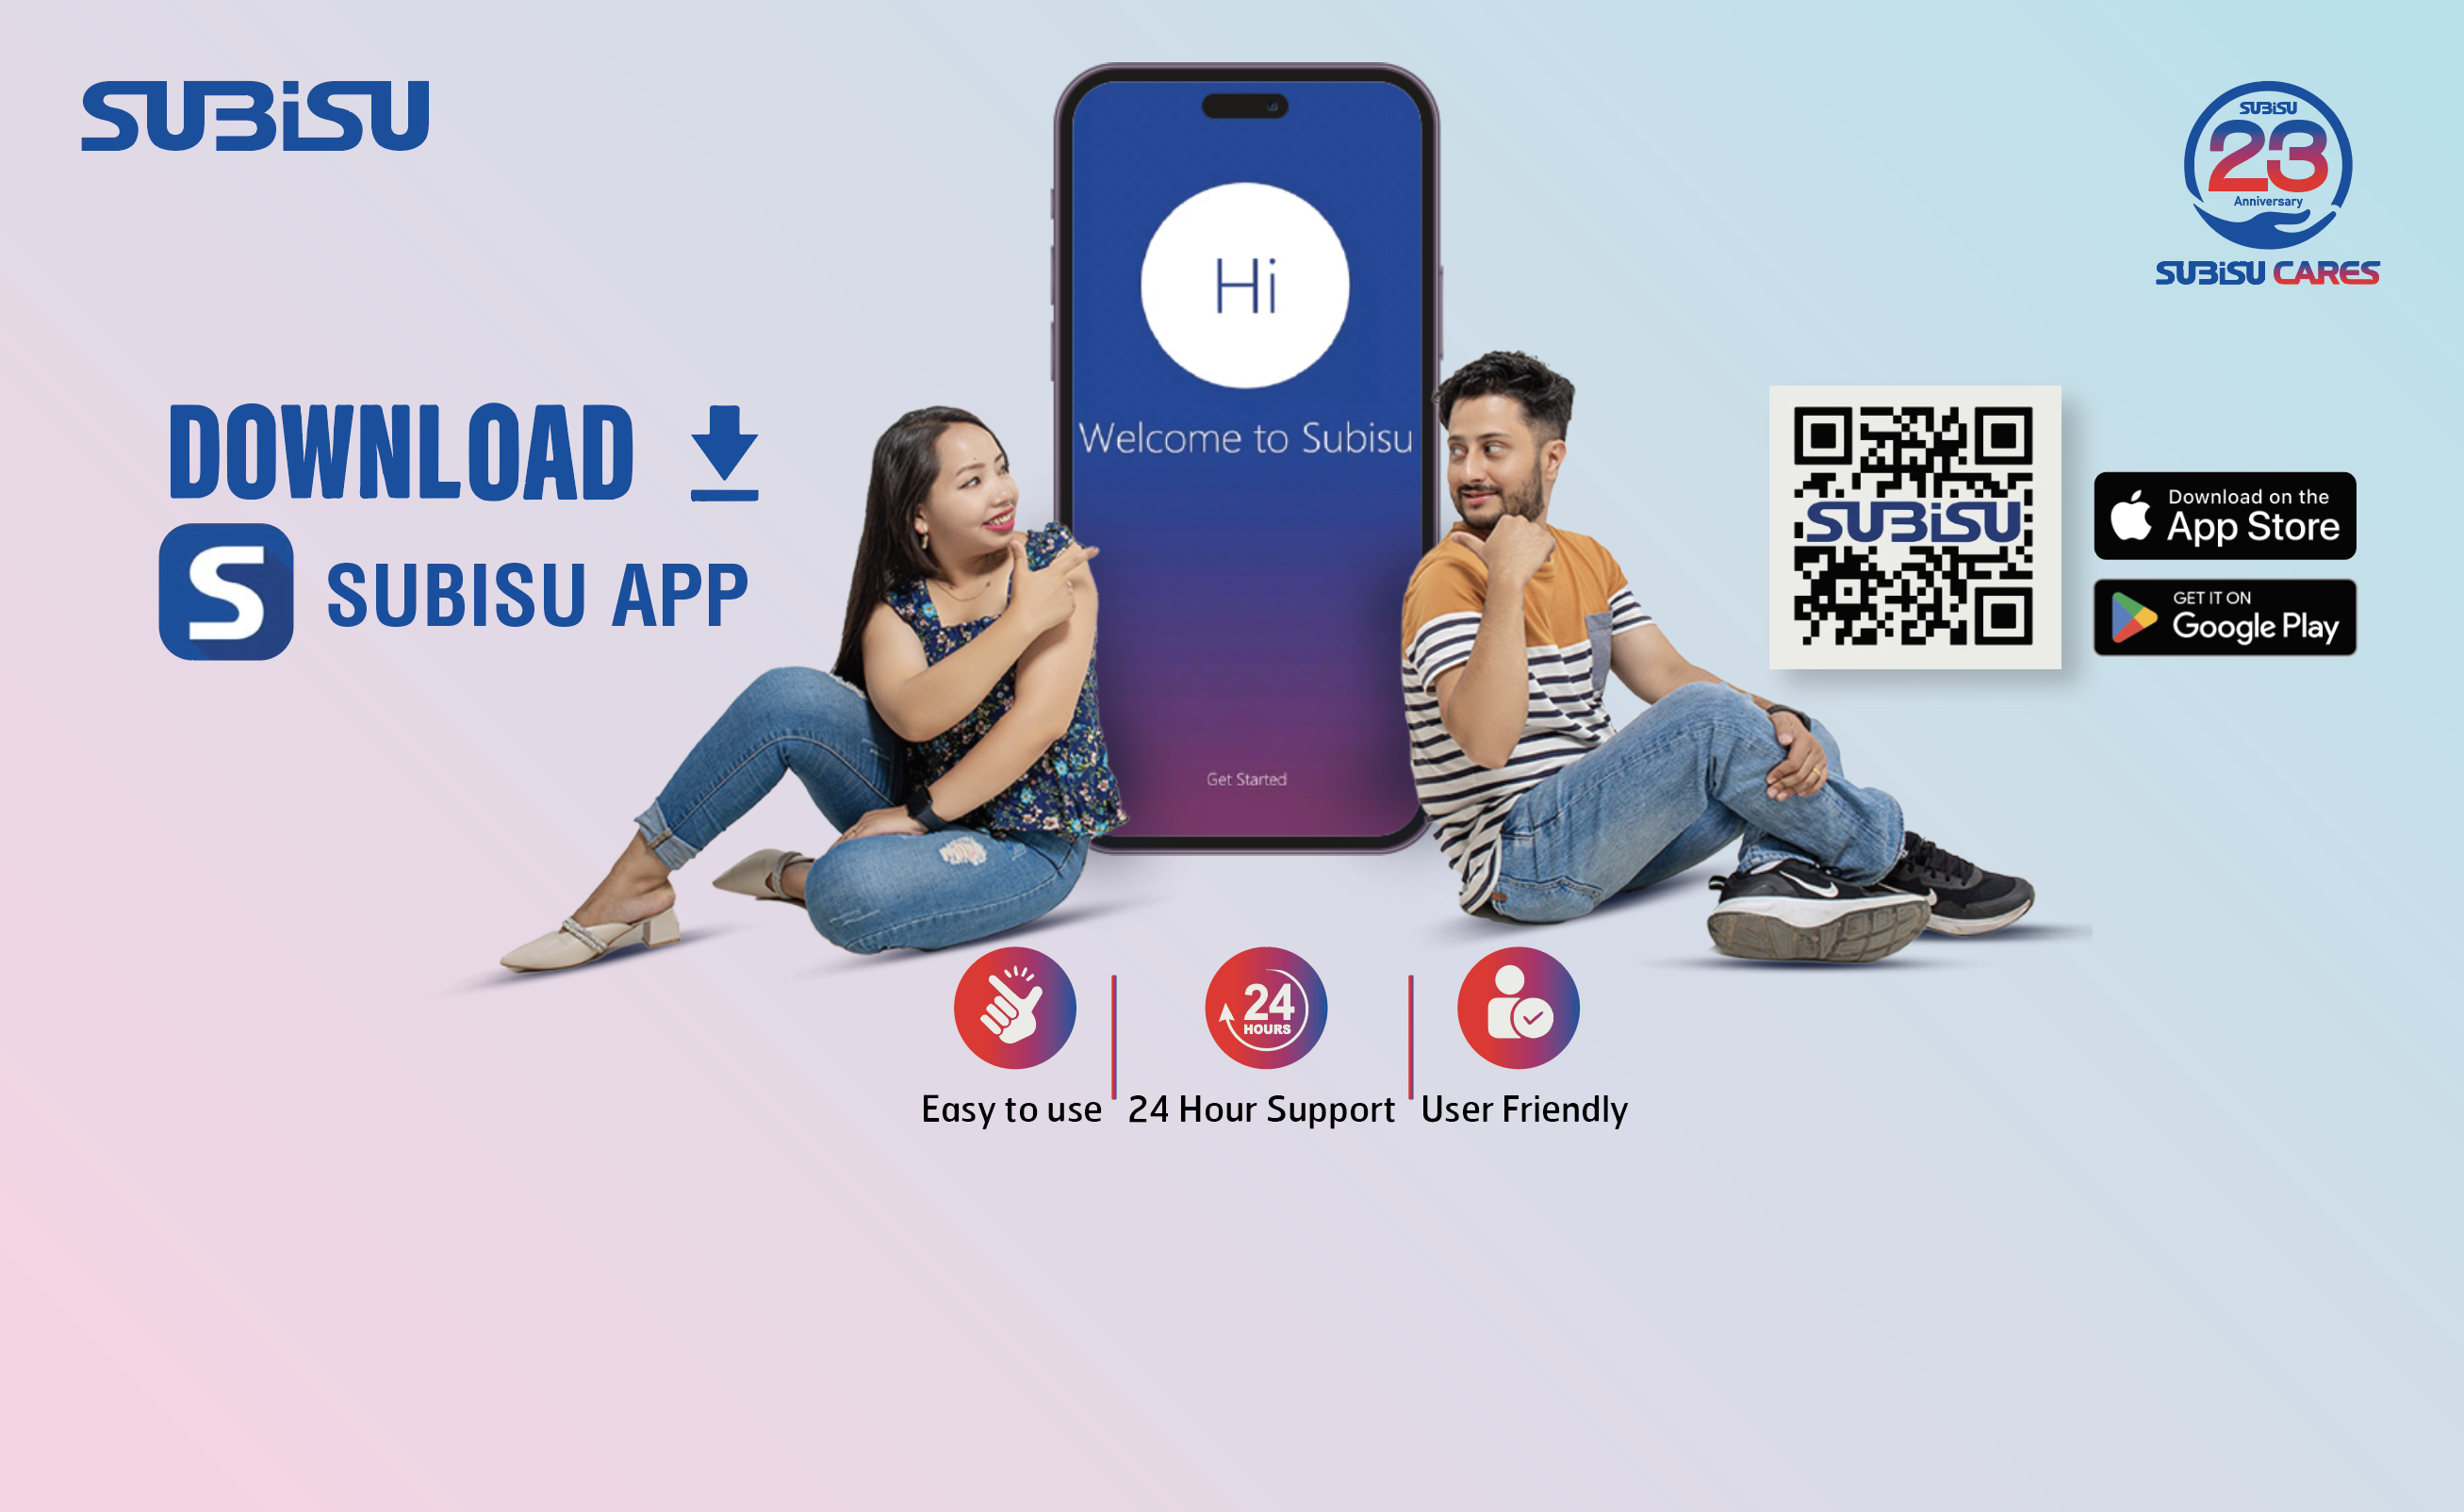 SUBiSU
SUBiSU
23
Anniversary
SUBiSU CARES
DOWNLOAD
S
SUBISU APP
Hi
Welcome to Subisu
Get Started
SUBiSU
Download on the
App Store
GET IT ON
Google Play
24
HOURS
Easy to use
24 Hour Support
User Friendly